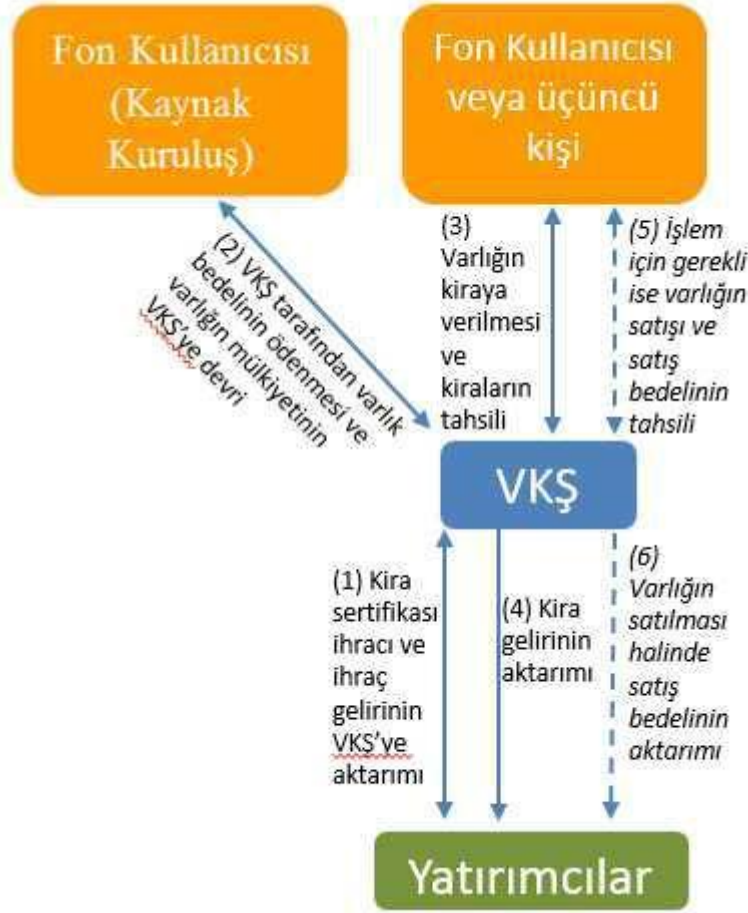 Fon Kullanıcısı
(Kaynak
Kuruluş)
Fon Kullanıcısı
veya üçüncü
kişi
(2) VKŞ tarafından varlık
bedelinin ödenmesi ve
varlığın mülkiyetinin
VKŞ'ye devri
(3)
Varlığın
kiraya
verilmesi
ve
kiraların
tahsili
(5) İşlem
için gerekli
ise varlığın
satışı ve
satış
bedelinin
tahsili
VKŞ
(1) Kira
sertifikası
ihracı ve
ihraç
gelirinin
VKŞ'ye
aktarımı
(4) Kira
gelirinin
aktarımı
(6)
Varlığın
satılması
halinde
satış
bedelinin
aktarımı
Yatırımcılar